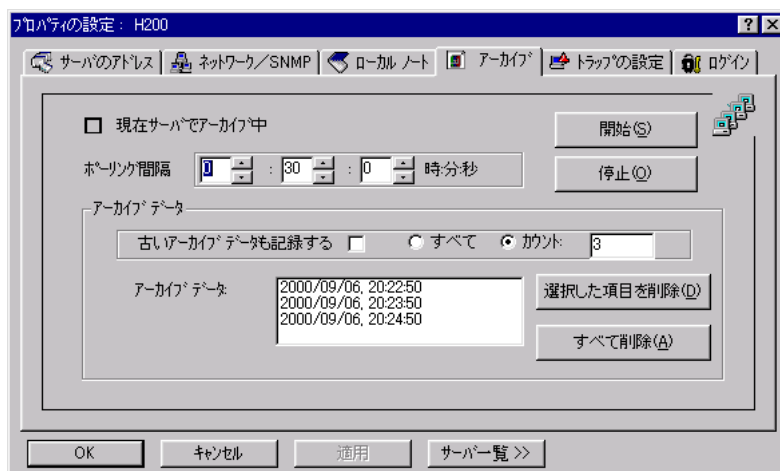 プロパティの設定： H200
サーバのアドレス ネットワーク／SNMP ローカル ノート アーカイブ トラップの設定 ログイン
現在サーバでアーカイブ中
開始(S)
ポーリング間隔 0 : 30 : 0 時:分:秒
停止(O)
アーカイブ データ
古いアーカイブ データも記録する すべて カウント: 3
アーカイブ データ:
2000/09/06, 20:22:50
2000/09/06, 20:23:50
2000/09/06, 20:24:50
選択した項目を削除(D)
すべて削除(A)
OK キャンセル 適用 サーバ一覧 >>